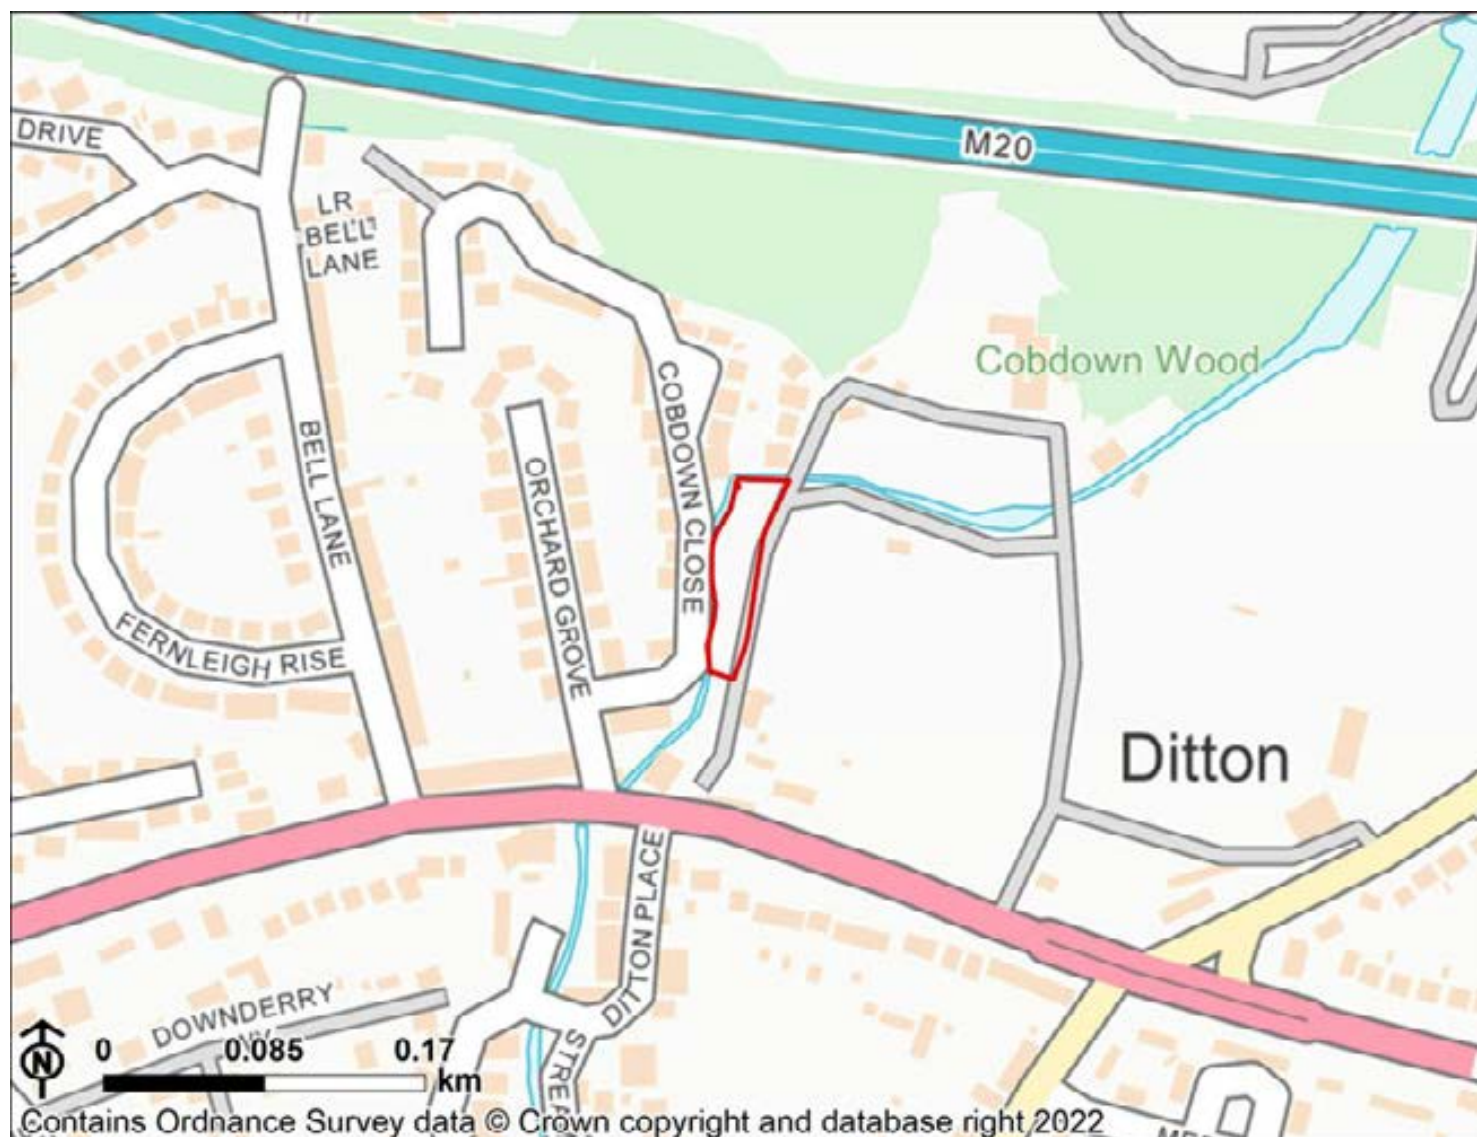 M20
DRIVE
LR
BELL
LANE
Cobdown Wood
COBDOWN CLOSE
BELL LANE
ORCHARD GROVE
FERNLEIGH RISE
Ditton
DITTON PLACE
DOWNDERRY
0 0.085 0.17
km
N
Contains Ordnance Survey data © Crown copyright and database right 2022